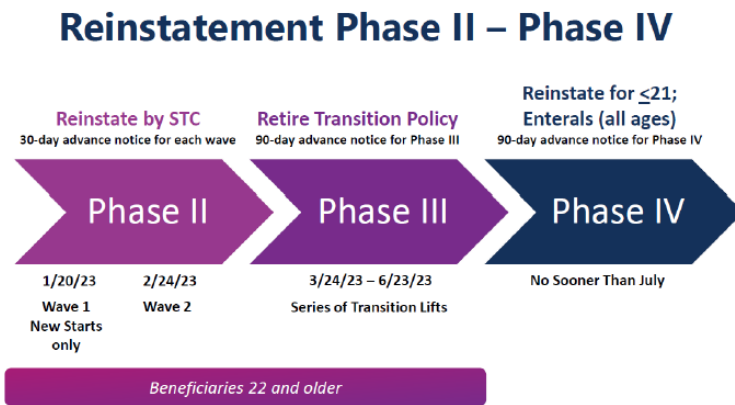 Reinstatement Phase II – Phase IV
Reinstate by STC
30-day advance notice for each wave
Retire Transition Policy
90-day advance notice for Phase III
Reinstate for ≤21;
Enterals (all ages)
90-day advance notice for Phase IV
Phase II
Phase III
Phase IV
1/20/23
Wave 1
New Starts
only
2/24/23
Wave 2
3/24/23 – 6/23/23
Series of Transition Lifts
No Sooner Than July
Beneficiaries 22 and older